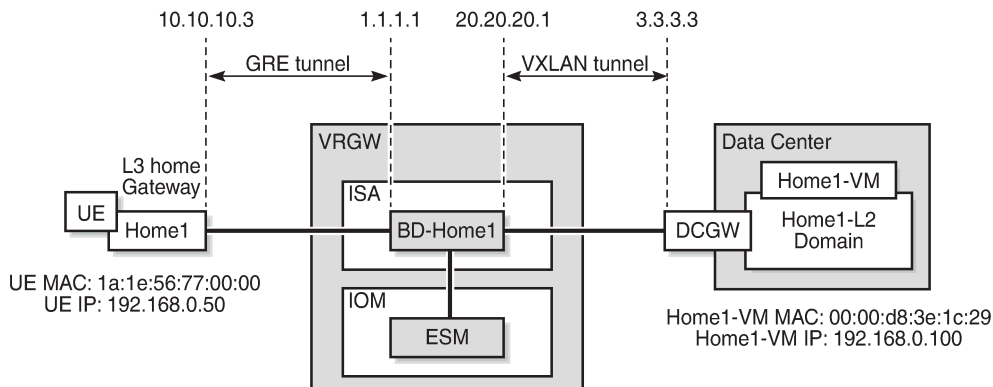 10.10.10.3
1.1.1.1
20.20.20.1
3.3.3.3
GRE tunnel
VXLAN tunnel
VRGW
Data Center
L3 home
Gateway
ISA
Home1-VM
UE
Home1
BD-Home1
DCGW
Home1-L2
Domain
UE MAC: 1a:1e:56:77:00:00
UE IP: 192.168.0.50
IOM
ESM
Home1-VM MAC: 00:00:d8:3e:1c:29
Home1-VM IP: 192.168.0.100